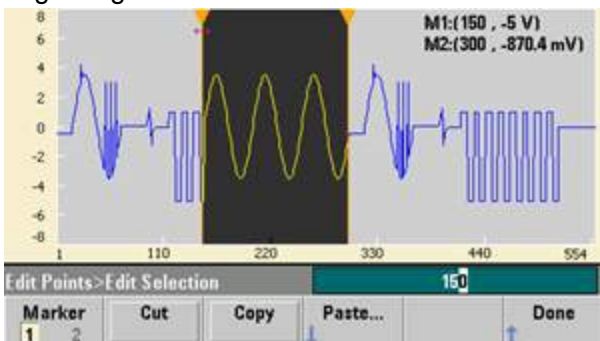 8
M1:(150 , -5 V)
6
M2:(300 , -870.4 mV)
4
2
0
-2
-4
-6
-8
1 110 220 330 440 554
Edit Points>Edit Selection 150
Marker Cut Copy Paste... Done
1 2